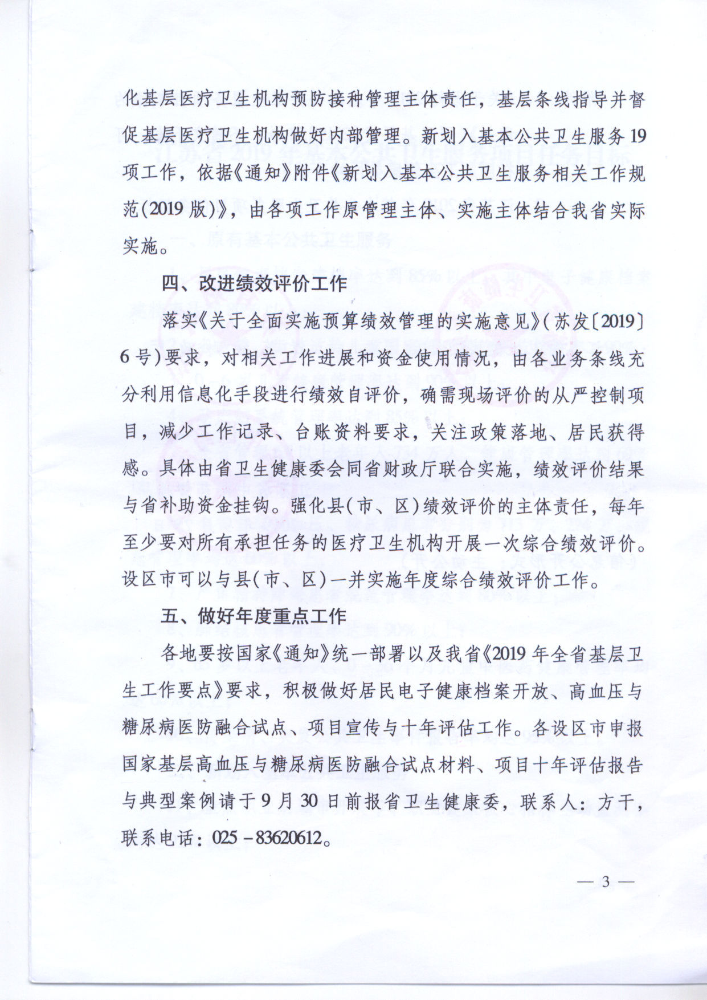 化基层医疗卫生机构预防接种管理主体责任，基层条线指导并督
促基层医疗卫生机构做好内部管理。新划入基本公共卫生服务 19
项工作，依据《通知》附件《新划入基本公共卫生服务相关工作规
范(2019 版)》，由各项工作原管理主体、实施主体结合我省实际
实施。
四、改进绩效评价工作
落实《关于全面实施预算绩效管理的实施意见》(苏发〔2019〕
6 号)要求，对相关工作进展和资金使用情况，由各业务条线充
分利用信息化手段进行绩效自评价，确需现场评价的从严控制项
目，减少工作记录、台账资料要求，关注政策落地、居民获得
感。具体由省卫生健康委会同省财政厅联合实施，绩效评价结果
与省补助资金挂钩。强化县(市、区)绩效评价的主体责任，每年
至少要对所有承担任务的医疗卫生机构开展一次综合绩效评价。
设区市可以与县(市、区)一并实施年度综合绩效评价工作。
五、做好年度重点工作
各地要按国家《通知》统一部署以及我省《2019 年全省基层卫
生工作要点》要求，积极做好居民电子健康档案开放、高血压与
糖尿病医防融合试点、项目宣传与十年评估工作。各设区市申报
国家基层高血压与糖尿病医防融合试点材料、项目十年评估报告
与典型案例请于 9 月 30 日前报省卫生健康委，联系人：方干，
联系电话：025－83620612。
— 3 —